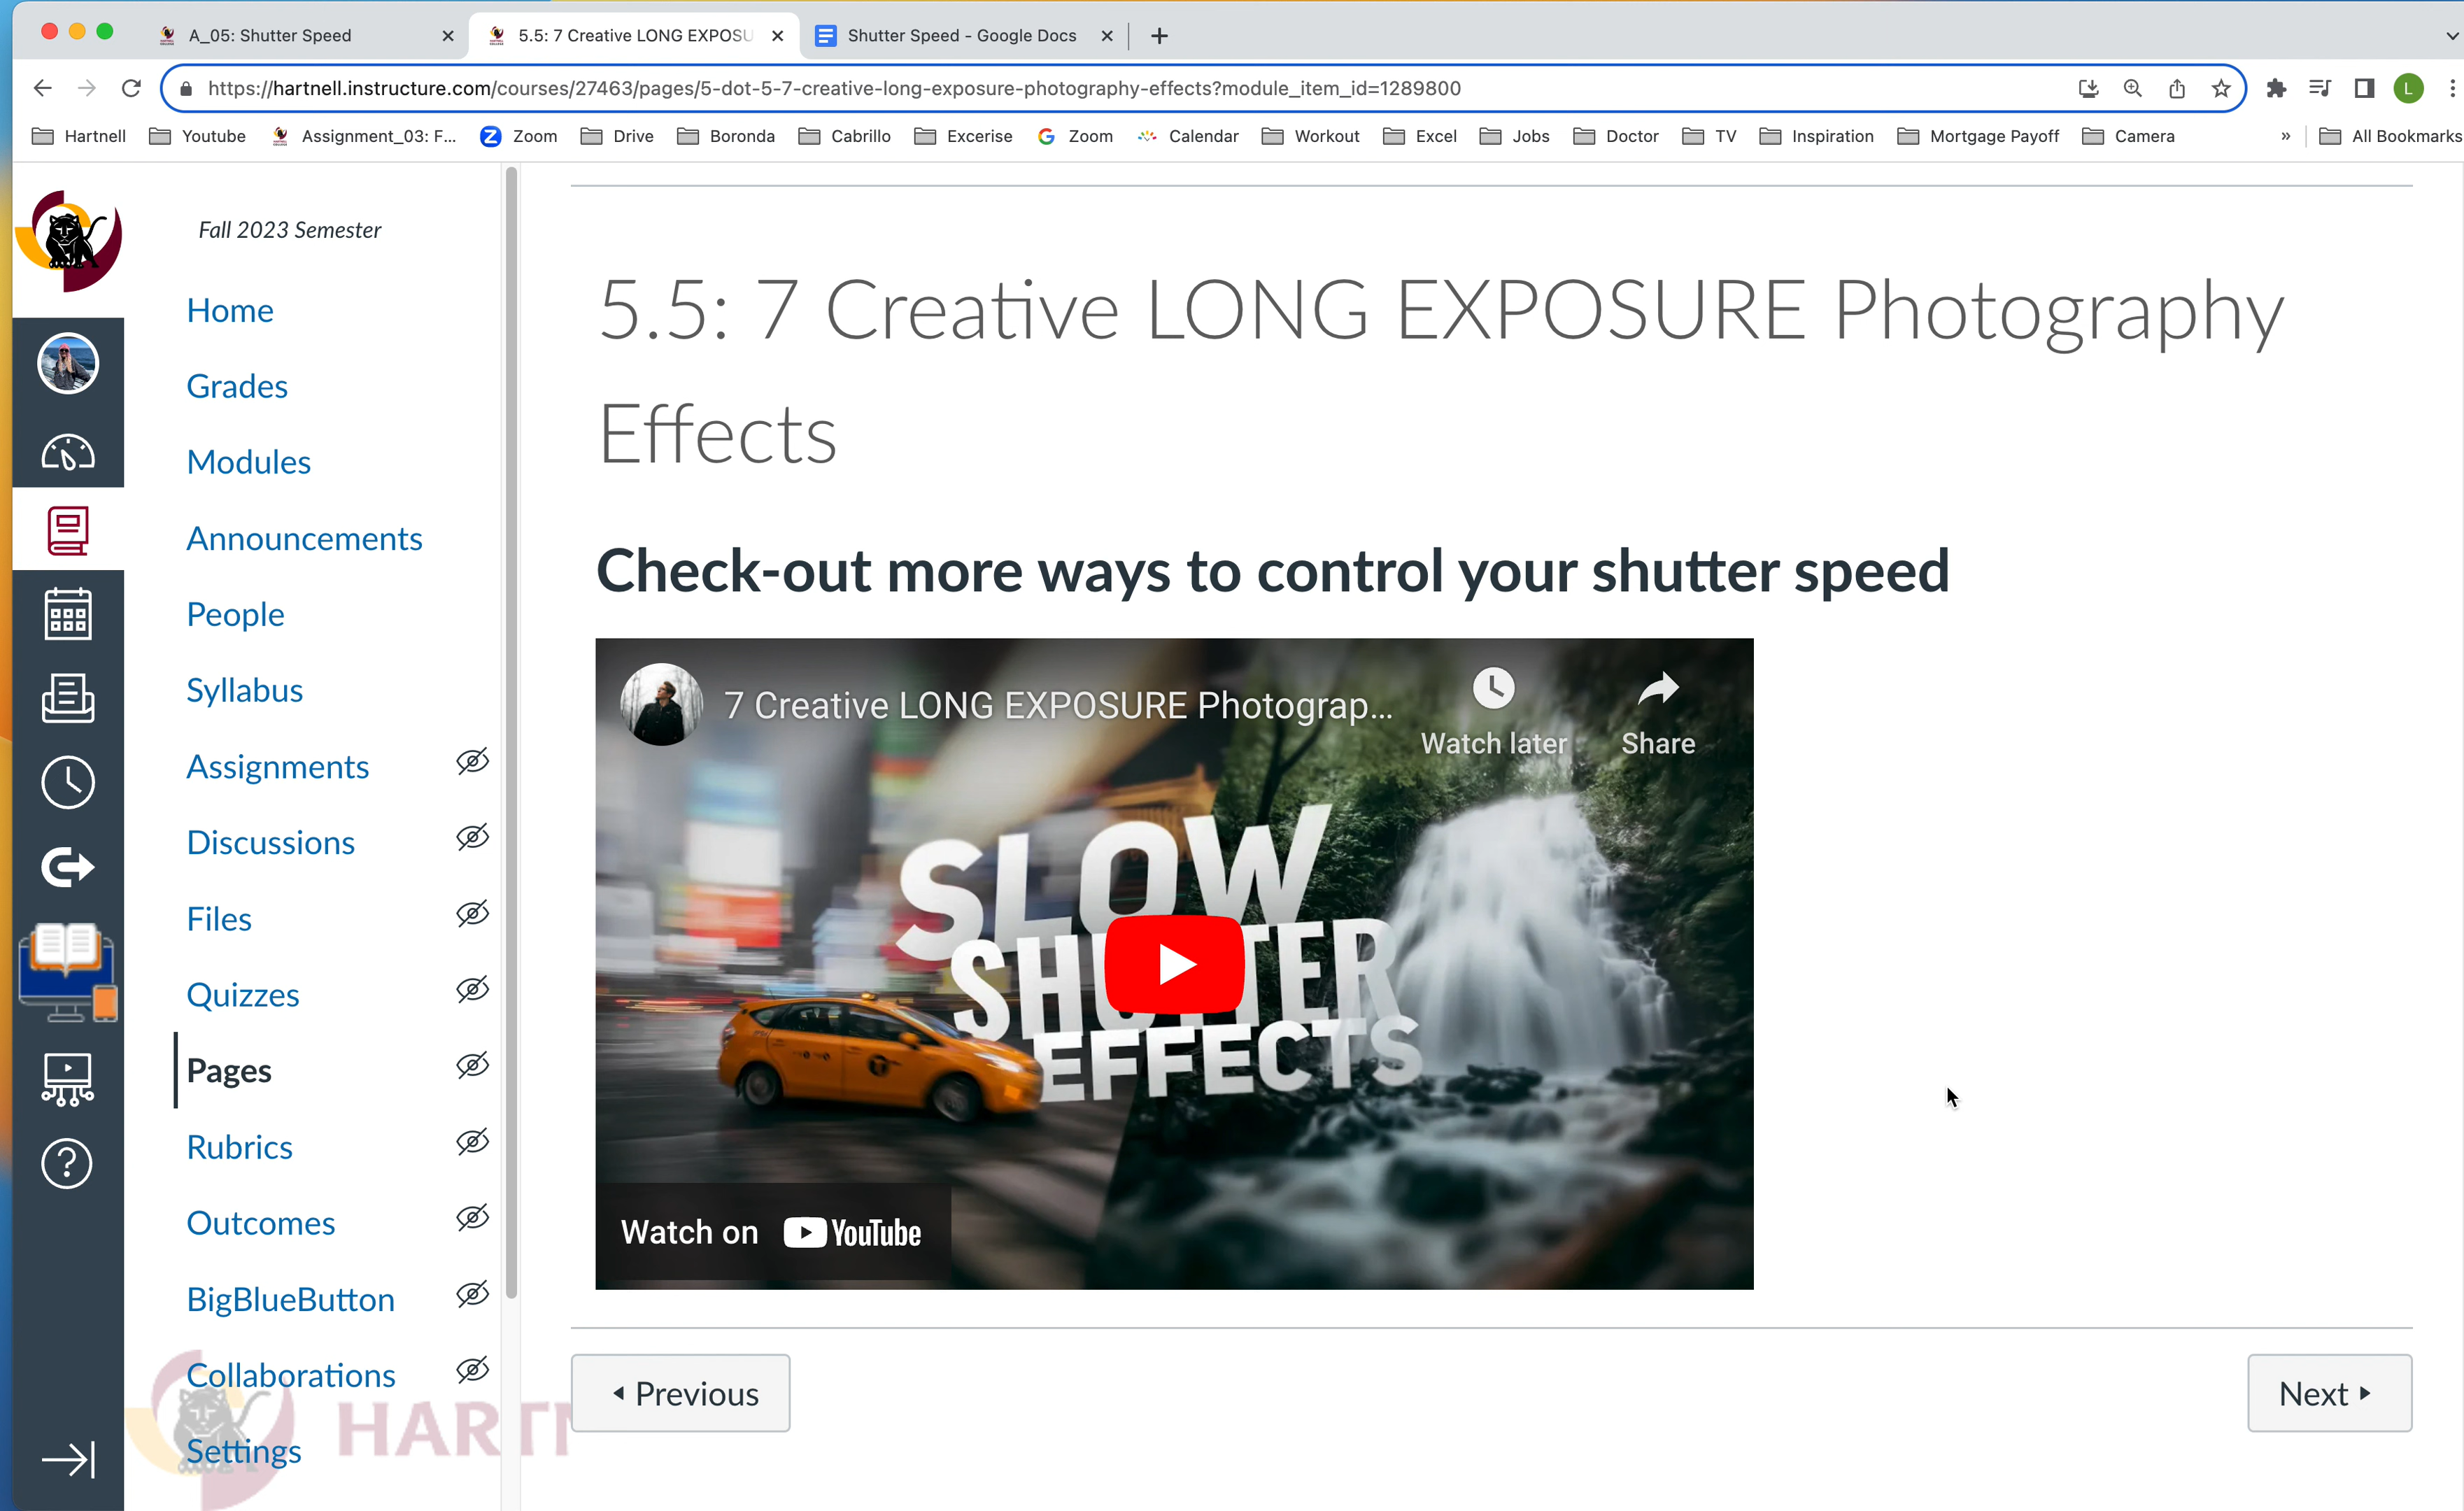 A_05: Shutter Speed
5.5: 7 Creative LONG EXPOSU
Shutter Speed - Google Docs
https://hartnell.instructure.com/courses/27463/pages/5-dot-5-7-creative-long-exposure-photography-effects?module_item_id=1289800
L
Hartnell Youtube Assignment_03: F... Zoom Drive Boronda Cabrillo Excerise Zoom Calendar Workout Excel Jobs Doctor TV Inspiration Mortgage Payoff Camera » All Bookmarks
Fall 2023 Semester
Home
Grades
Modules
Announcements
People
Syllabus
Assignments
Discussions
Files
Quizzes
Pages
Rubrics
Outcomes
BigBlueButton
Collaborations
Settings
HART
5.5: 7 Creative LONG EXPOSURE Photography
Effects
Check-out more ways to control your shutter speed
7 Creative LONG EXPOSURE Photograp...
Watch later
Share
SLOW
SHUTTER
EFFECTS
Watch on YouTube
Previous
Next